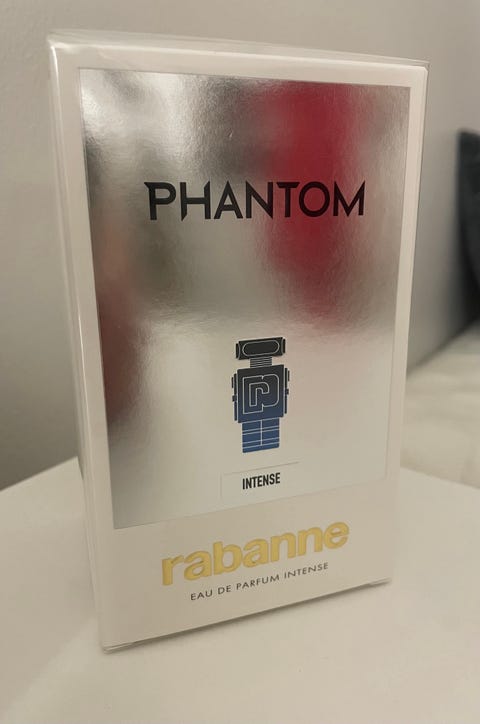 PHANTOM
INTENSE
rabanne
EAU DE PARFUM INTENSE